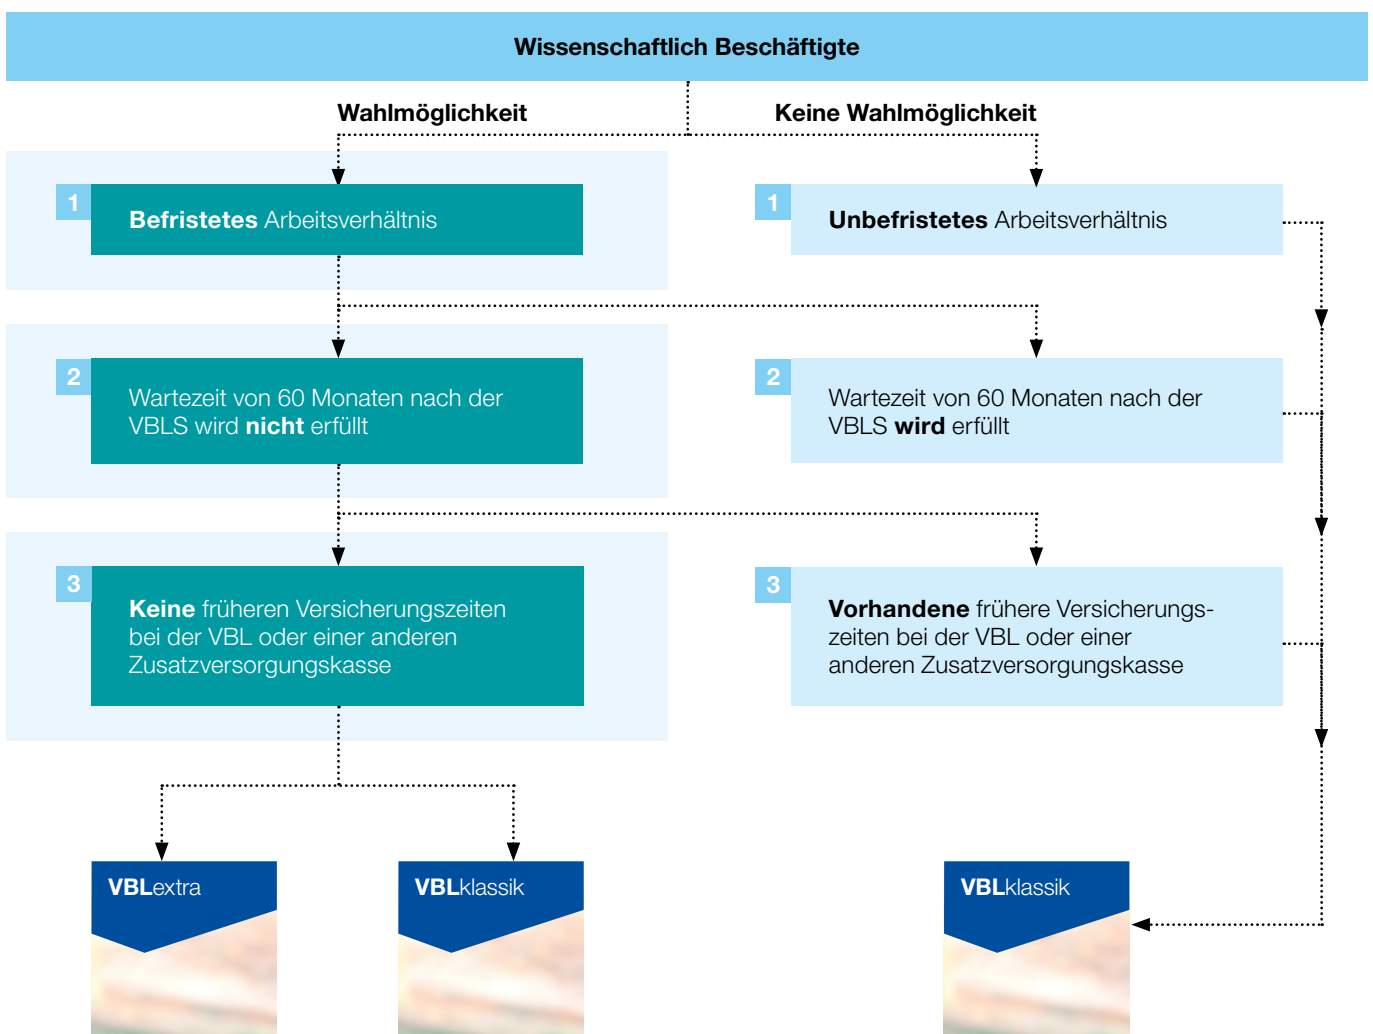 Wissenschaftlich Beschäftigte
Wahlmöglichkeit
Keine Wahlmöglichkeit
1
Befristetes Arbeitsverhältnis
1
Unbefristetes Arbeitsverhältnis
2
Wartezeit von 60 Monaten nach der
VBLS wird nicht erfüllt
2
Wartezeit von 60 Monaten nach der
VBLS wird erfüllt
3
Keine früheren Versicherungszeiten
bei der VBL oder einer anderen
Zusatzversorgungskasse
3
Vorhandene frühere Versicherungs-
zeiten bei der VBL oder einer
anderen Zusatzversorgungskasse
VBLextra
VBLklassik
VBLklassik